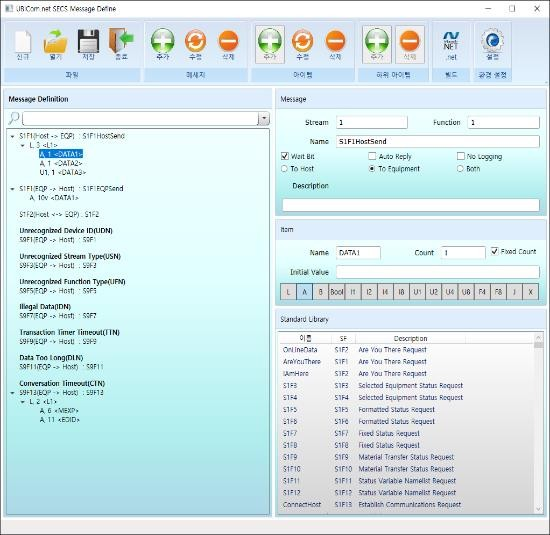 UB.Com.net SECS Message Define
신규 열기 저장 종료 추가 수정 삭제 추가 수정 삭제 추가 삭제 .NET .net 설정
파일 메세지 아이템 하위 아이템 빌드 환경 설정
Message Definition
S1F1(Host -> EQP) : S1F1HostSend
L, 3 <L1>
A, 1 <DATA1>
A, 1 <DATA2>
U1, 1 <DATA3>
S1F1(EQP -> Host) : S1F1EQPSend
A, 10v <DATA1>
S1F2(Host <-> EQP) : S1F2
Unrecognized Device ID(UDN)
S9F1(EQP -> Host) : S9F1
Unrecognized Stream Type(USN)
S9F3(EQP -> Host) : S9F3
Unrecognized Function Type(UFN)
S9F5(EQP -> Host) : S9F5
Illegal Data(IDN)
S9F7(EQP -> Host) : S9F7
Transaction Timer Timeout(TTN)
S9F9(EQP -> Host) : S9F9
Data Too Long(DLN)
S9F11(EQP -> Host) : S9F11
Conversation Timeout(CTN)
S9F13(EQP -> Host) : S9F13
L, 2 <L1>
A, 6 <MEXP>
A, 11 <EDID>
Message
Stream 1 Function 1
Name S1F1HostSend
Wait Bit Auto Reply No Logging
To Host To Equipment Both
Description
Item
Name DATA1 Count 1 Fixed Count
Initial Value
L A B Bool I1 I2 I4 I8 U1 U2 U4 U8 F4 F8 J X
Standard Library
이름 SF Description
OnLineData S1F2 Are You There Request
AreYouThere S1F1 Are You There Request
IAmHere S1F2 Are You There Request
S1F3 S1F3 Selected Equipment Status Request
S1F4 S1F4 Selected Equipment Status Request
S1F5 S1F5 Formatted Status Request
S1F6 S1F6 Formatted Status Request
S1F7 S1F7 Fixed Status Request
S1F8 S1F8 Fixed Status Request
S1F9 S1F9 Material Transfer Status Request
S1F10 S1F10 Material Transfer Status Request
S1F11 S1F11 Status Variable Namelist Request
S1F12 S1F12 Status Variable Namelist Request
ConnectHost S1F13 Establish Communications Request